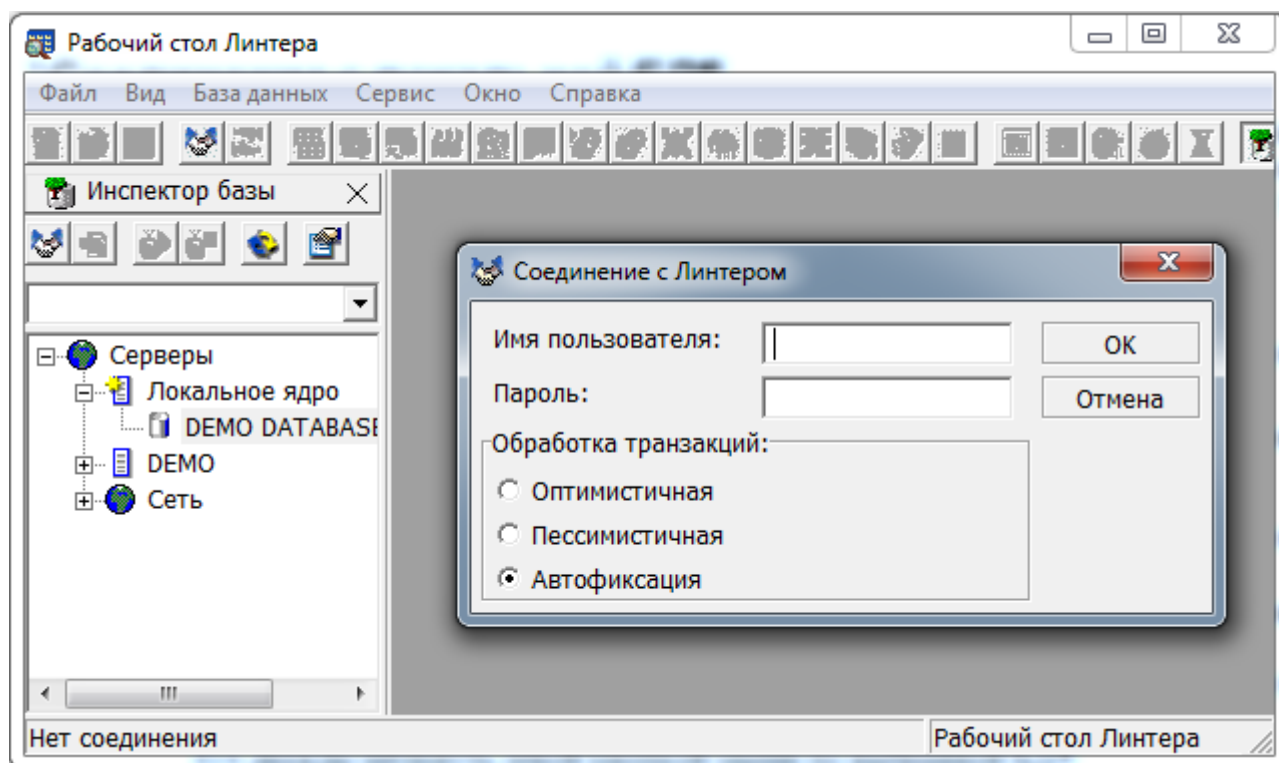 Рабочий стол Линтера
Файл Вид База данных Сервис Окно Справка
Инспектор базы
Соединение с Линтером
Имя пользователя:
OK
Пароль:
Отмена
Обработка транзакций:
Оптимистичная
Пессимистичная
Автофиксация
Серверы
Локальное ядро
DEMO DATABASE
DEMO
Сеть
Нет соединения
Рабочий стол Линтера